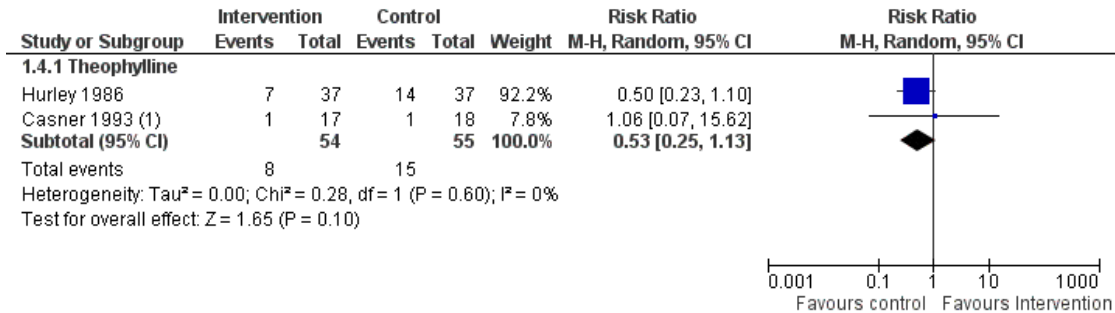 Intervention Control Risk Ratio Risk Ratio
Study or Subgroup Events Total Events Total Weight M-H, Random, 95% CI M-H, Random, 95% CI
1.4.1 Theophylline
Hurley 1986 7 37 14 37 92.2% 0.50 [0.23, 1.10]
Casner 1993 (1) 1 17 1 18 7.8% 1.06 [0.07, 15.62]
Subtotal (95% CI) 54 55 100.0% 0.53 [0.25, 1.13]
Total events 8 15
Heterogeneity: Tau² = 0.00; Chi² = 0.28, df = 1 (P = 0.60); I² = 0%
Test for overall effect: Z = 1.65 (P = 0.10)
0.001 0.1 1 10 1000
Favours control Favours Intervention